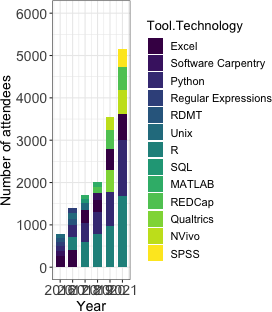 Number of attendees
6000
5000
4000
3000
2000
1000
0
Year
Tool.Technology
Excel
Software Carpentry
Python
Regular Expressions
RDMT
Unix
R
SQL
MATLAB
REDCap
Qualtrics
NVivo
SPSS